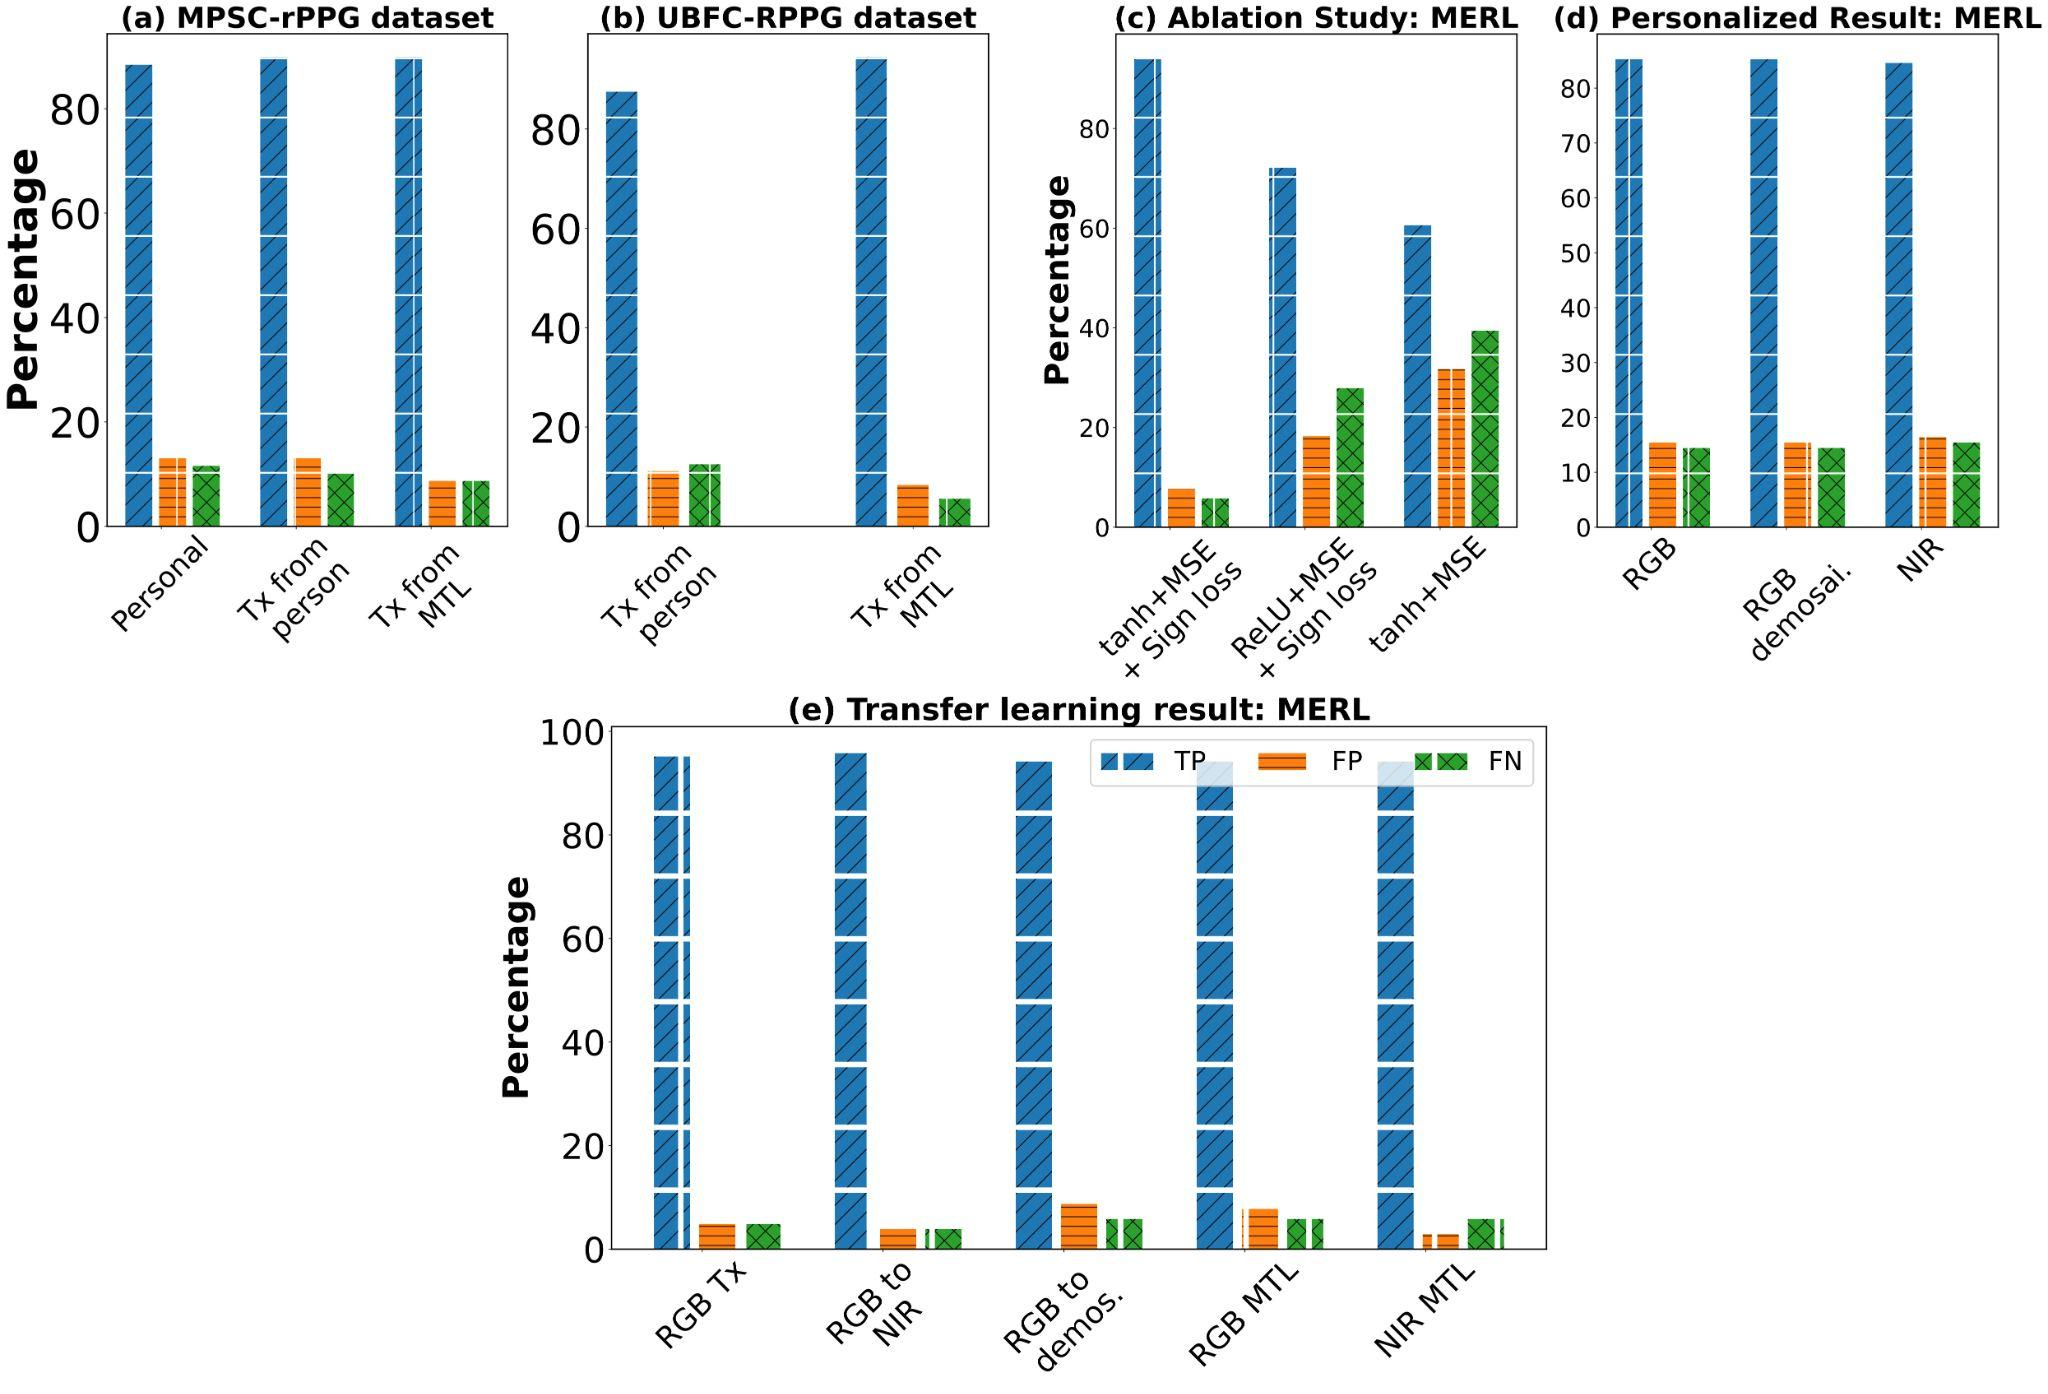 (a) MPSC-rPPG dataset
Percentage
80
60
40
20
0
Personal
Tx from
person
Tx from
MTL
(b) UBFC-RPPG dataset
80
60
40
20
0
Tx from
person
Tx from
MTL
(c) Ablation Study: MERL
Percentage
80
60
40
20
0
tanh+MSE
+ Sign loss
ReLU+MSE
+ Sign loss
tanh+MSE
(d) Personalized Result: MERL
80
70
60
50
40
30
20
10
0
RGB
RGB
demosai.
NIR
(e) Transfer learning result: MERL
Percentage
100
80
60
40
20
0
TP FP FN
RGB Tx
RGB to
NIR
RGB to
demos.
RGB MTL
NIR MTL